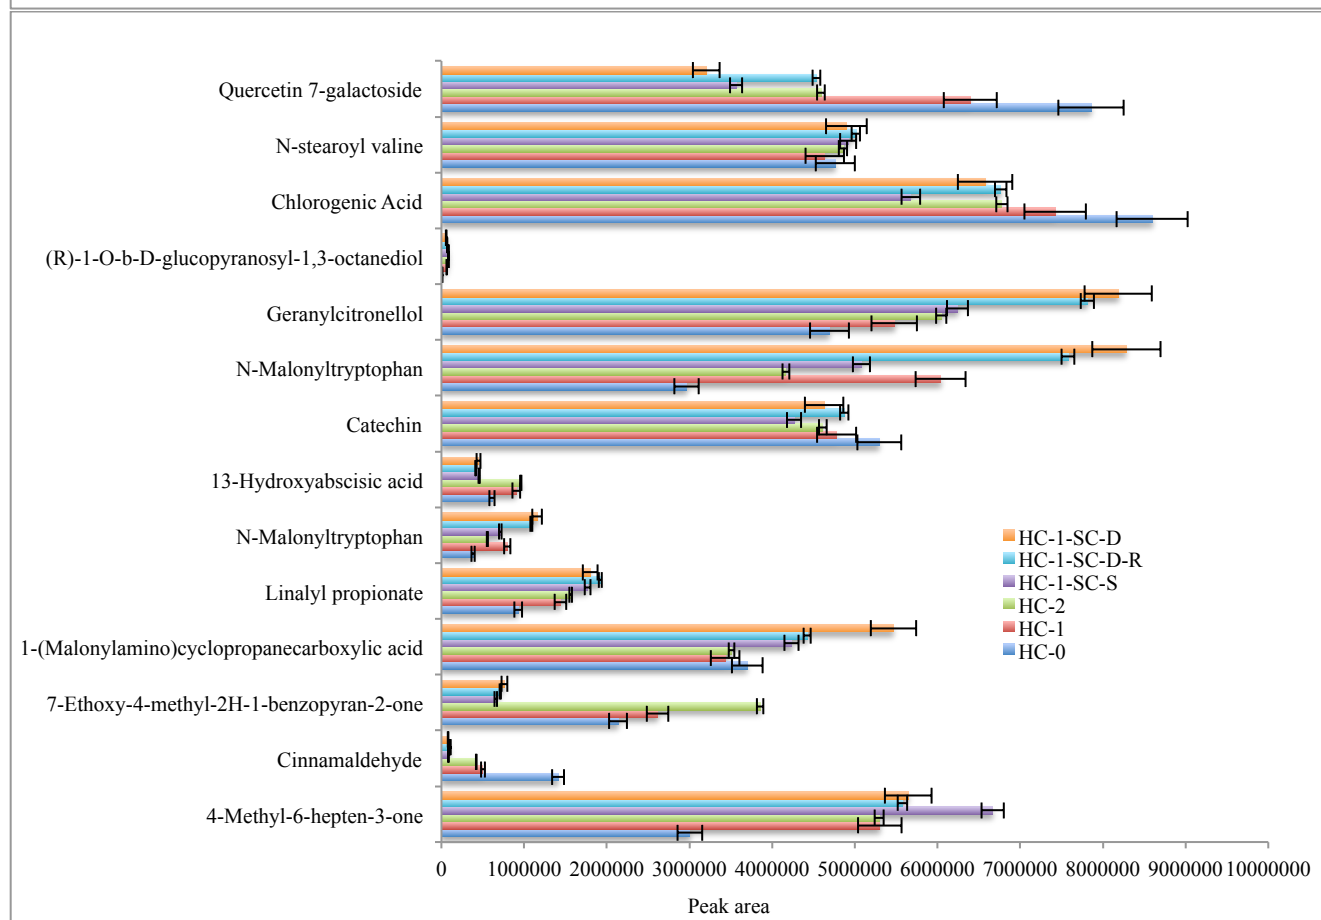 Quercetin 7-galactoside
N-stearoyl valine
Chlorogenic Acid
(R)-1-O-b-D-glucopyranosyl-1,3-octanediol
Geranylcitronellol
N-Malonyltryptophan
Catechin
13-Hydroxyabscisic acid
N-Malonyltryptophan
Linalyl propionate
1-(Malonylamino)cyclopropanecarboxylic acid
7-Ethoxy-4-methyl-2H-1-benzopyran-2-one
Cinnamaldehyde
4-Methyl-6-hepten-3-one
HC-1-SC-D
HC-1-SC-D-R
HC-1-SC-S
HC-2
HC-1
HC-0
0 1000000 2000000 3000000 4000000 5000000 6000000 7000000 8000000 9000000 10000000
Peak area